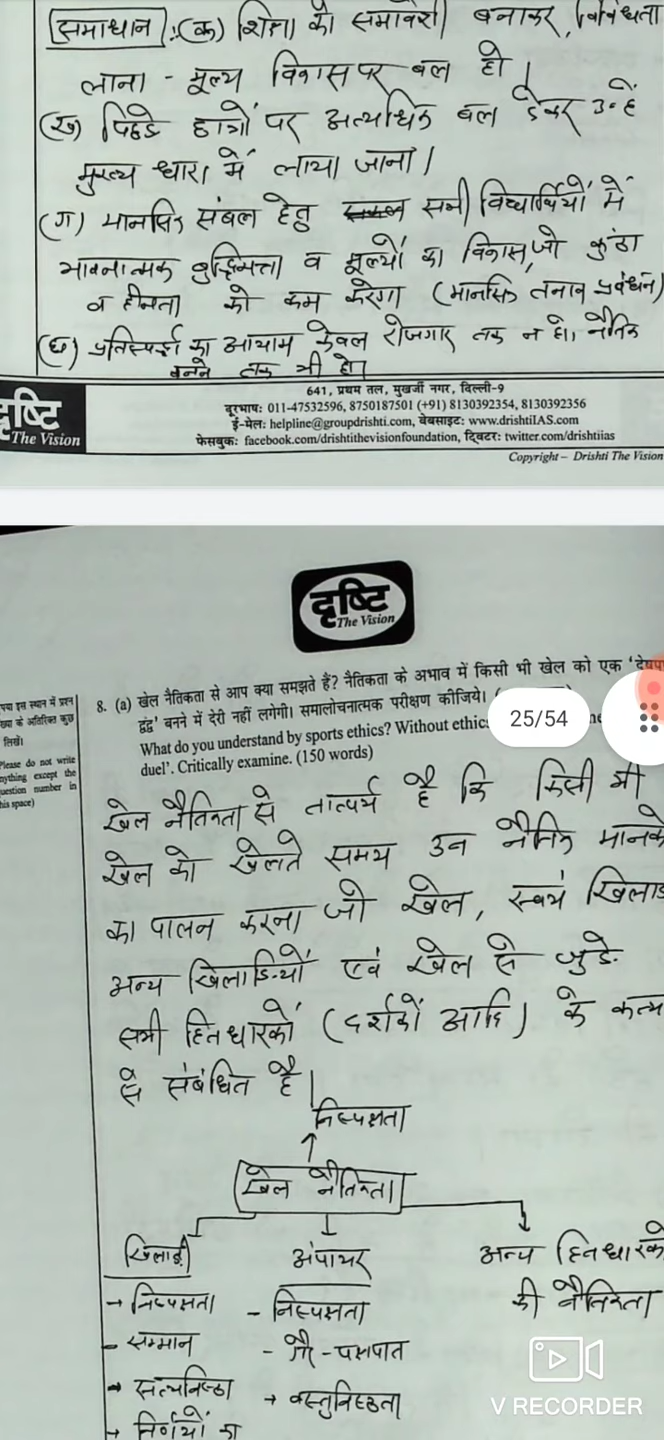 समाधान :(क) शिक्षा को समावेशी बनाकर, विविधता
लाना - मूल्य विकास पर बल हो।
(ख) पिछडे छात्रों पर अत्यधिक बल देकर उन्हें
मुख्य धारा में लाया जाना।
(ग) मानसिक संबल हेतु सभी विद्यार्थियों में
भावनात्मक बुद्धिमत्ता व मूल्यों का विकास, जो कुंठा
व हीनता को कम करेगा (मानसिक तनाव प्रबंधन)
(घ) प्रतिस्पर्द्धा का आयाम केवल रोजगार तक न हो, नैतिक
बनने तक भी हो।
दृष्टि
The Vision
641, प्रथम तल, मुखर्जी नगर, दिल्ली-9
दूरभाष: 011-47532596, 8750187501 (+91) 8130392354, 8130392356
ई-मेल: helpline@groupdrishti.com, वेबसाइट: www.drishtiIAS.com
फेसबुक: facebook.com/drishtithevisionfoundation, ट्विटर: twitter.com/drishtiias
Copyright – Drishti The Vision
दृष्टि
The Vision
पया इस स्थान में प्रश्न
ख्या के अतिरिक्त कुछ
लिखें।
Please do not write
nything except the
uestion number in
his space)
8. (a) खेल नैतिकता से आप क्या समझते हैं? नैतिकता के अभाव में किसी भी खेल को एक 'द्वेषपू
द्वंद्व' बनने में देरी नहीं लगेगी। समालोचनात्मक परीक्षण कीजिये। (
What do you understand by sports ethics? Without ethic
duel'. Critically examine. (150 words)
25/54
खेल नैतिकता से तात्पर्य है कि किसी भी
खेल को खेलते समय उन नैतिक मानको
का पालन करना जो खेल, स्वयं खिलाड
अन्य खिलाडियों एवं खेल से जुडे
सभी हितधारकों (दर्शकों आदि) के
से संबंधित है।
निष्पक्षता
खेल नैतिकता
खिलाडी अंपायर अन्य हितधारको
की नैतिकता
→ निष्पक्षता - निष्पक्षता
- सम्मान - गैर-पक्षपात
→ सत्यनिष्ठा → वस्तुनिष्ठता
→ निर्णयों का
V RECORDER